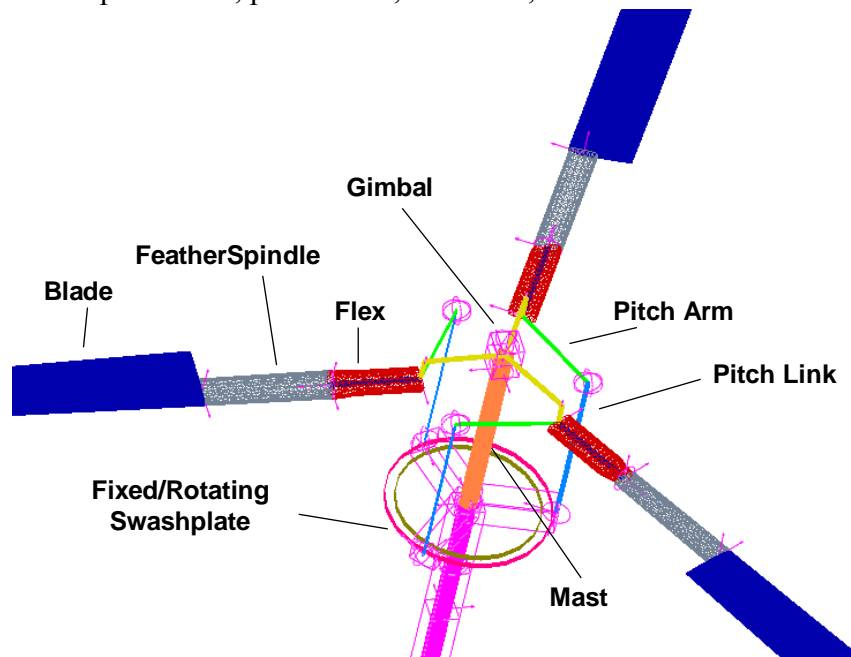 Gimbal
FeatherSpindle
Blade
Flex
Pitch Arm
Pitch Link
Fixed/Rotating
Swashplate
Mast